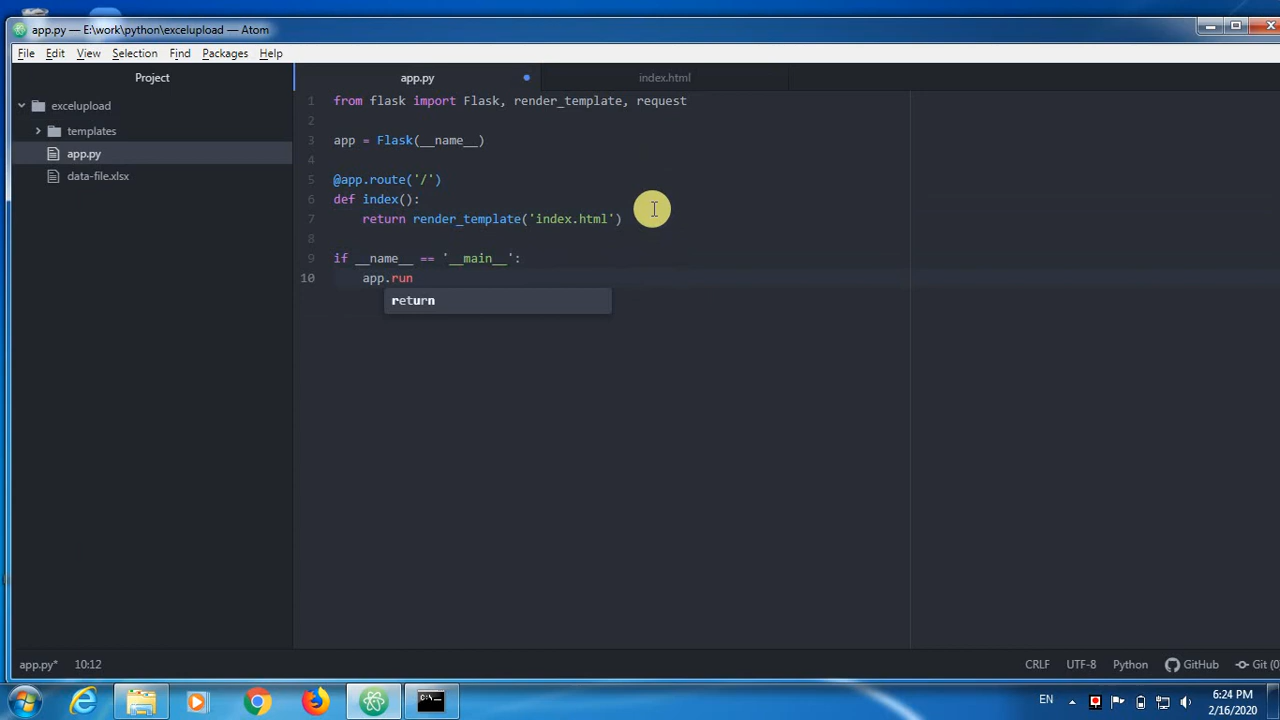 app.py — E:\work\python\excelupload — Atom
File Edit View Selection Find Packages Help
Project
app.py
index.html
excelupload
templates
app.py
data-file.xlsx
1 from flask import Flask, render_template, request
2
3 app = Flask(__name__)
4
5 @app.route('/')
6 def index():
7 return render_template('index.html')
8
9 if __name__ == '__main__':
10 app.run
return
app.py* 10:12 CRLF UTF-8 Python GitHub Git (0
EN
6:24 PM
2/16/2020